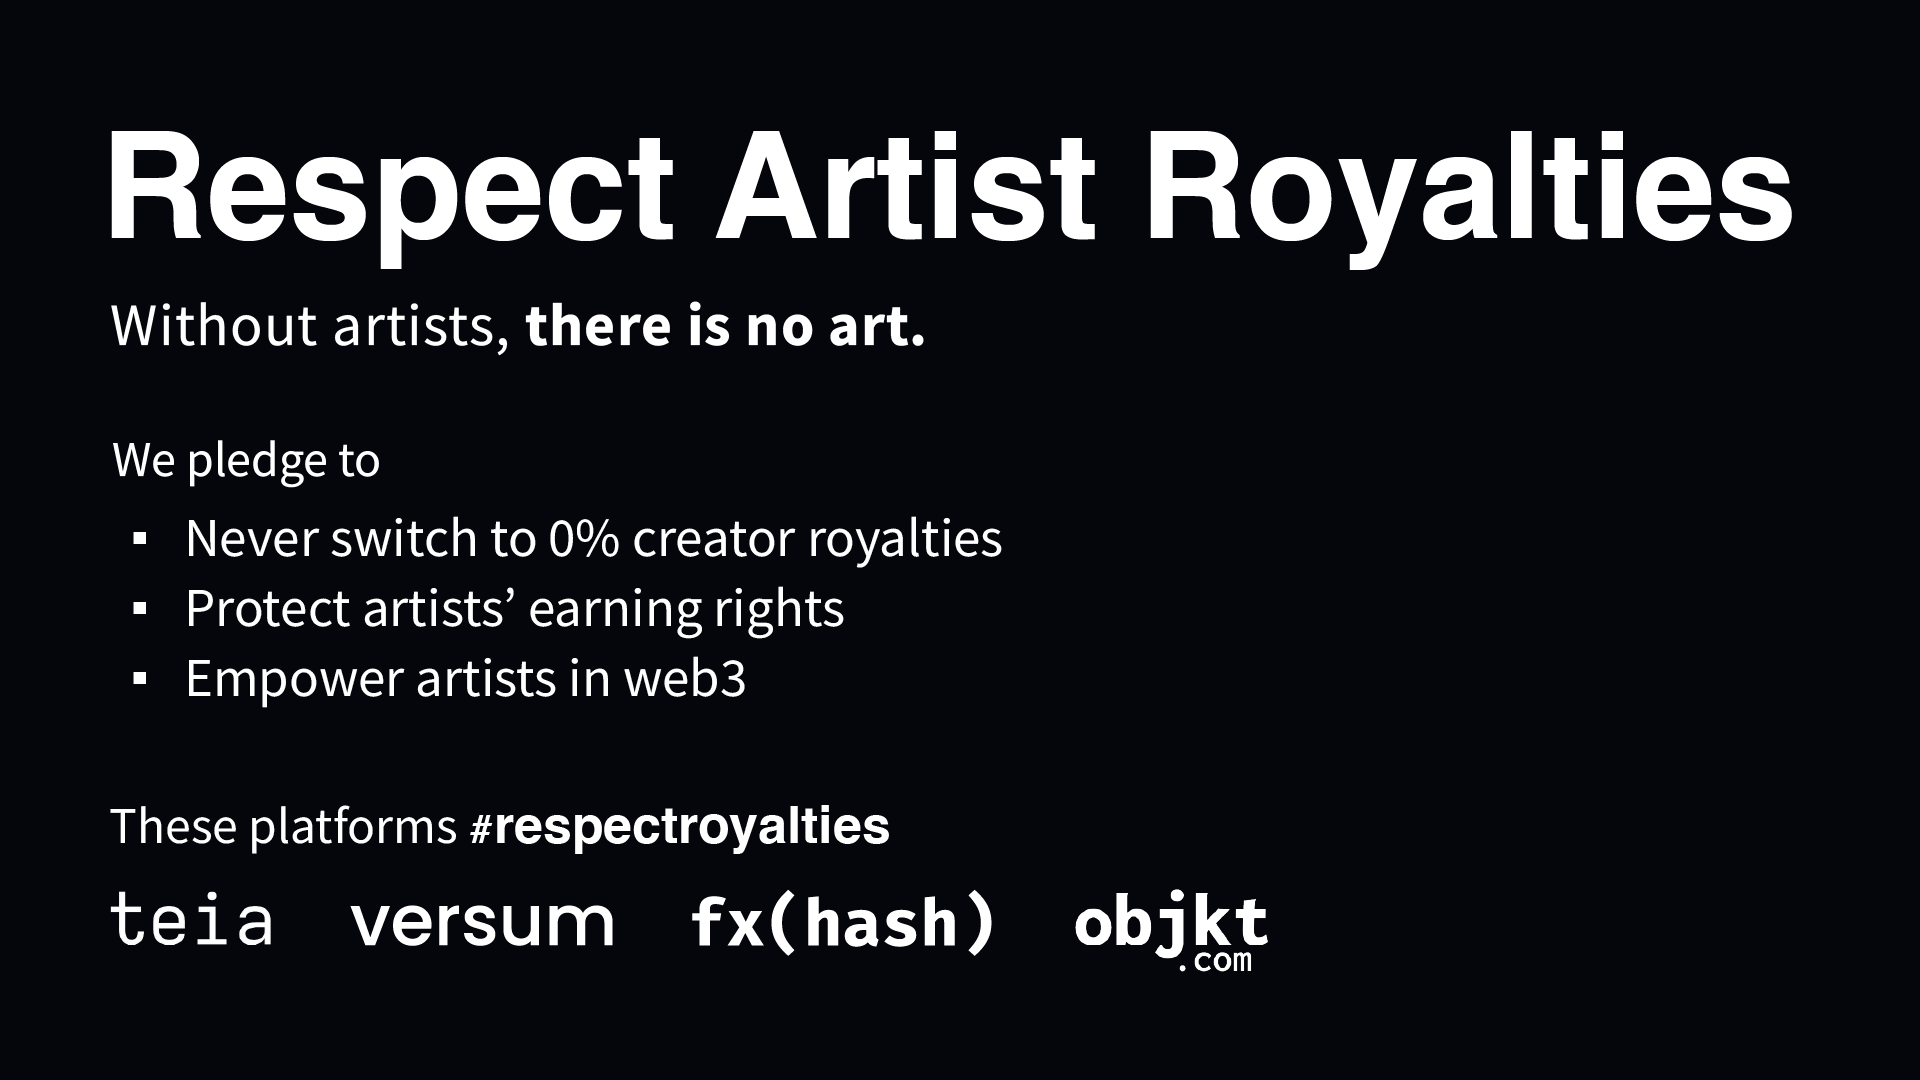 Respect Artist Royalties
Without artists, there is no art.
We pledge to
▪ Never switch to 0% creator royalties
▪ Protect artists’ earning rights
▪ Empower artists in web3
These platforms #respectroyalties
teia versum fx(hash) objkt
.com